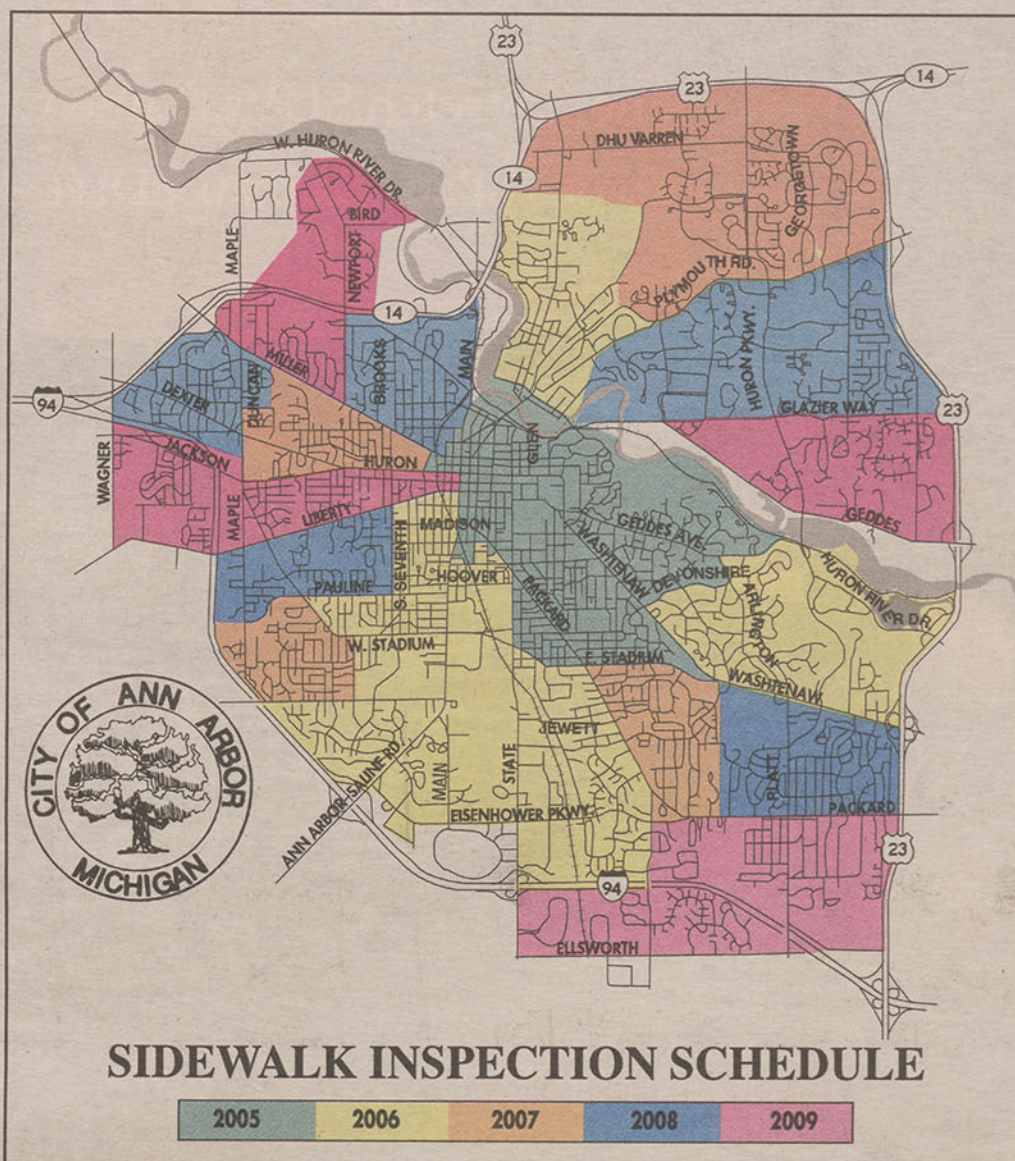 23
14
23
14
W. HURON RIVER DR.
DHU VARREN
GEORGETOWN
BIRD
MAPLE
NEWPORT
PLYMOUTH RD.
14
MILLER
BROOKS
MAIN
HURON PKWY.
94
DEXTER
DUNCAN
GLAZIER WAY
23
WAGNER
JACKSON
HURON
GLEN
MAPLE
LIBERTY
MADISON
GEDDES AVE.
GEDDES
S. SEVENTH
HOOVER
PACKARD
WASHTENAW
DEVONSHIRE
PAULINE
ARLINGTON
HURON RIVER DR.
W. STADIUM
E. STADIUM
WASHTENAW
CITY OF ANN ARBOR
MICHIGAN
JEWETT
ANN ARBOR-SALINE RD
MAIN
STATE
PLATT
EISENHOWER PKWY.
PACKARD
23
94
ELLSWORTH
SIDEWALK INSPECTION SCHEDULE
2005 2006 2007 2008 2009